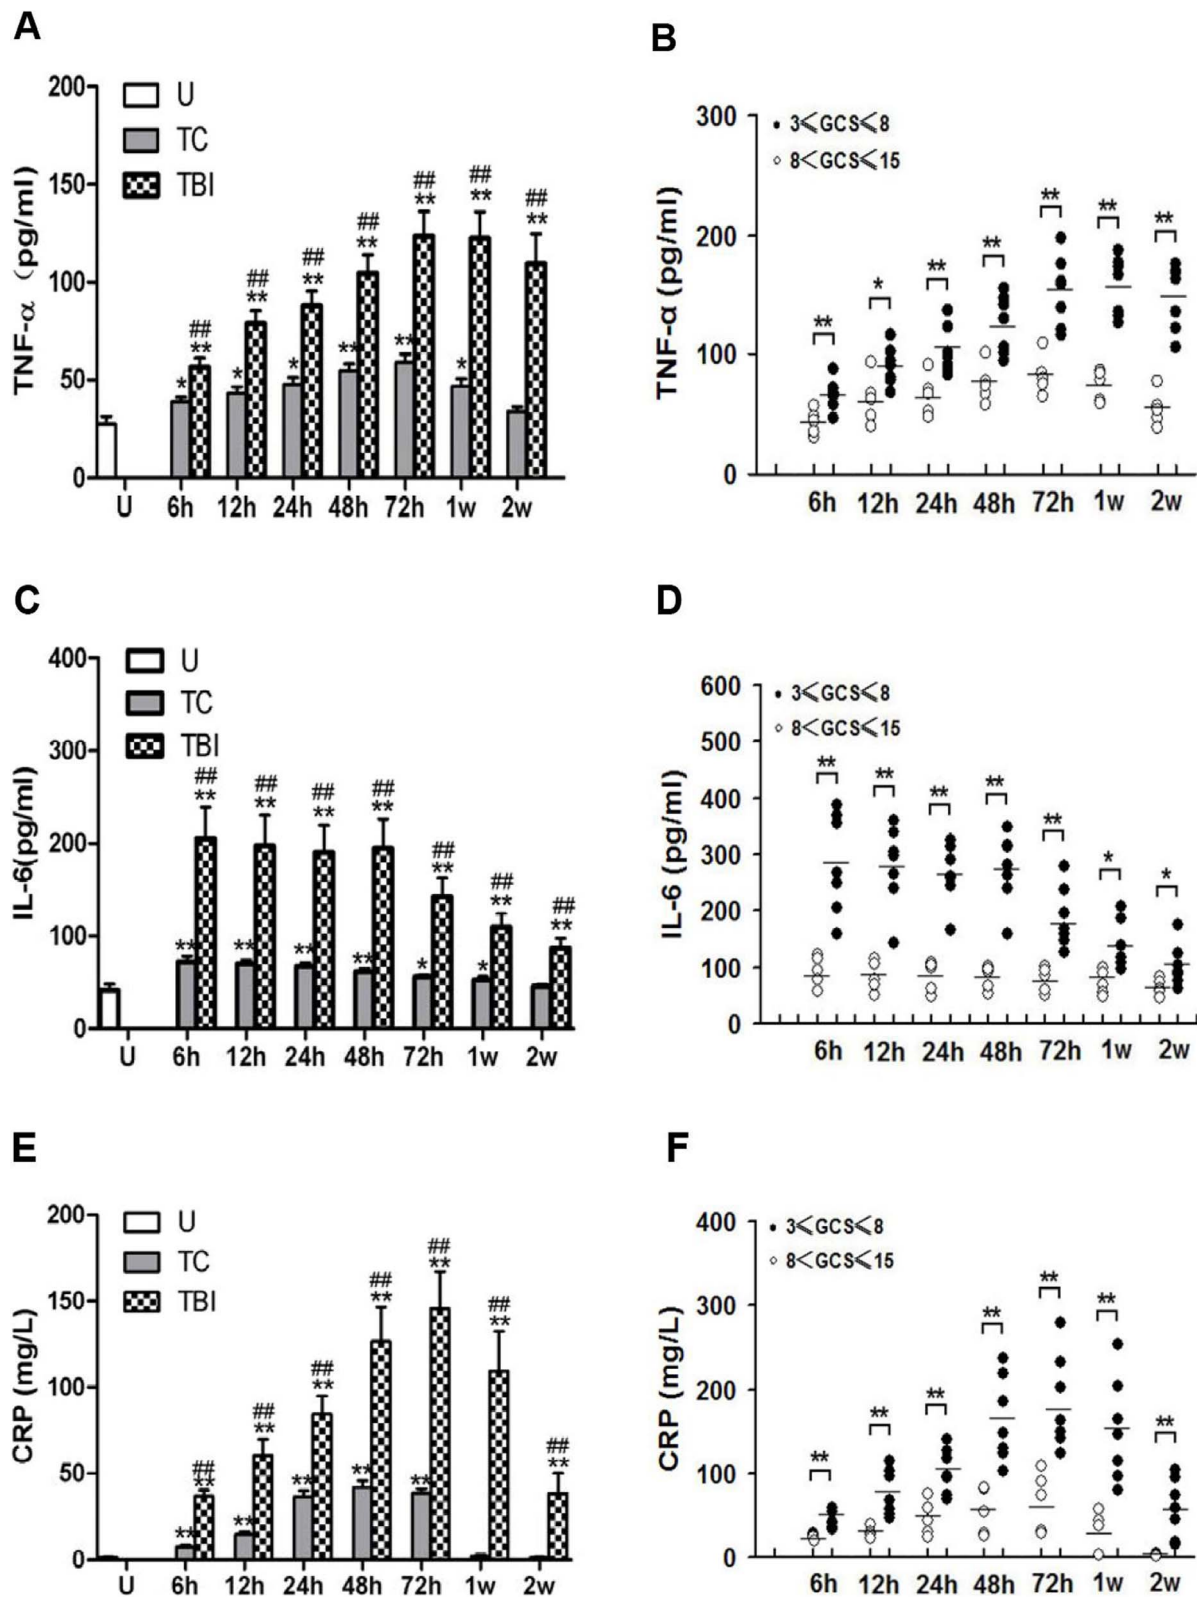 A
TNF-α (pg/ml)
200
150
100
50
0
U
TC
TBI
* ** ## * ** ## * ** ## ** ** ## ** ** ## * ** ## ** ##
U 6h 12h 24h 48h 72h 1w 2w
B
TNF-α (pg/ml)
300
200
100
0
3≤GCS≤8
8<GCS≤15
** * ** ** ** ** **
6h 12h 24h 48h 72h 1w 2w
C
IL-6(pg/ml)
400
300
200
100
0
U
TC
TBI
** ** ## ** ** ## ** ** ## ** ** ## * ** ## * ** ## ** ##
U 6h 12h 24h 48h 72h 1w 2w
D
IL-6 (pg/ml)
600
500
400
300
200
100
0
3≤GCS≤8
8<GCS≤15
** ** ** ** ** * *
6h 12h 24h 48h 72h 1w 2w
E
CRP (mg/L)
200
150
100
50
0
U
TC
TBI
** ** ## ** ** ## ** ** ## ** ** ## ** ** ## ** ## ** ##
U 6h 12h 24h 48h 72h 1w 2w
F
CRP (mg/L)
400
300
200
100
0
3≤GCS≤8
8<GCS≤15
** ** ** ** ** ** **
6h 12h 24h 48h 72h 1w 2w